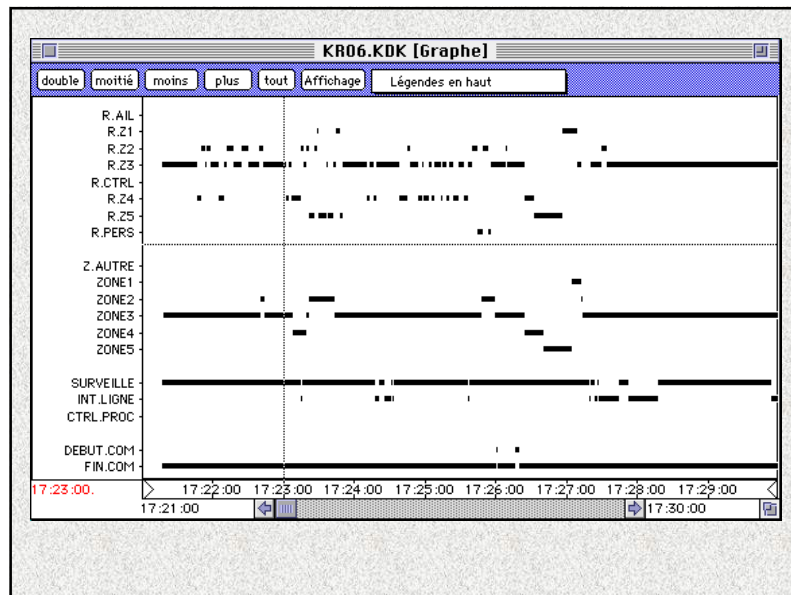 KR06.KDK [Graphe]
double moitié moins plus tout Affichage Légendes en haut
R.AIL
R.Z1
R.Z2
R.Z3
R.CTRL
R.Z4
R.Z5
R.PERS
Z.AUTRE
ZONE1
ZONE2
ZONE3
ZONE4
ZONE5
SURVEILLE
INT.LIGNE
CTRL.PROC
DEBUT.COM
FIN.COM
17:23:00. 17:22:00 17:23:00 17:24:00 17:25:00 17:26:00 17:27:00 17:28:00 17:29:00
17:21:00 17:30:00